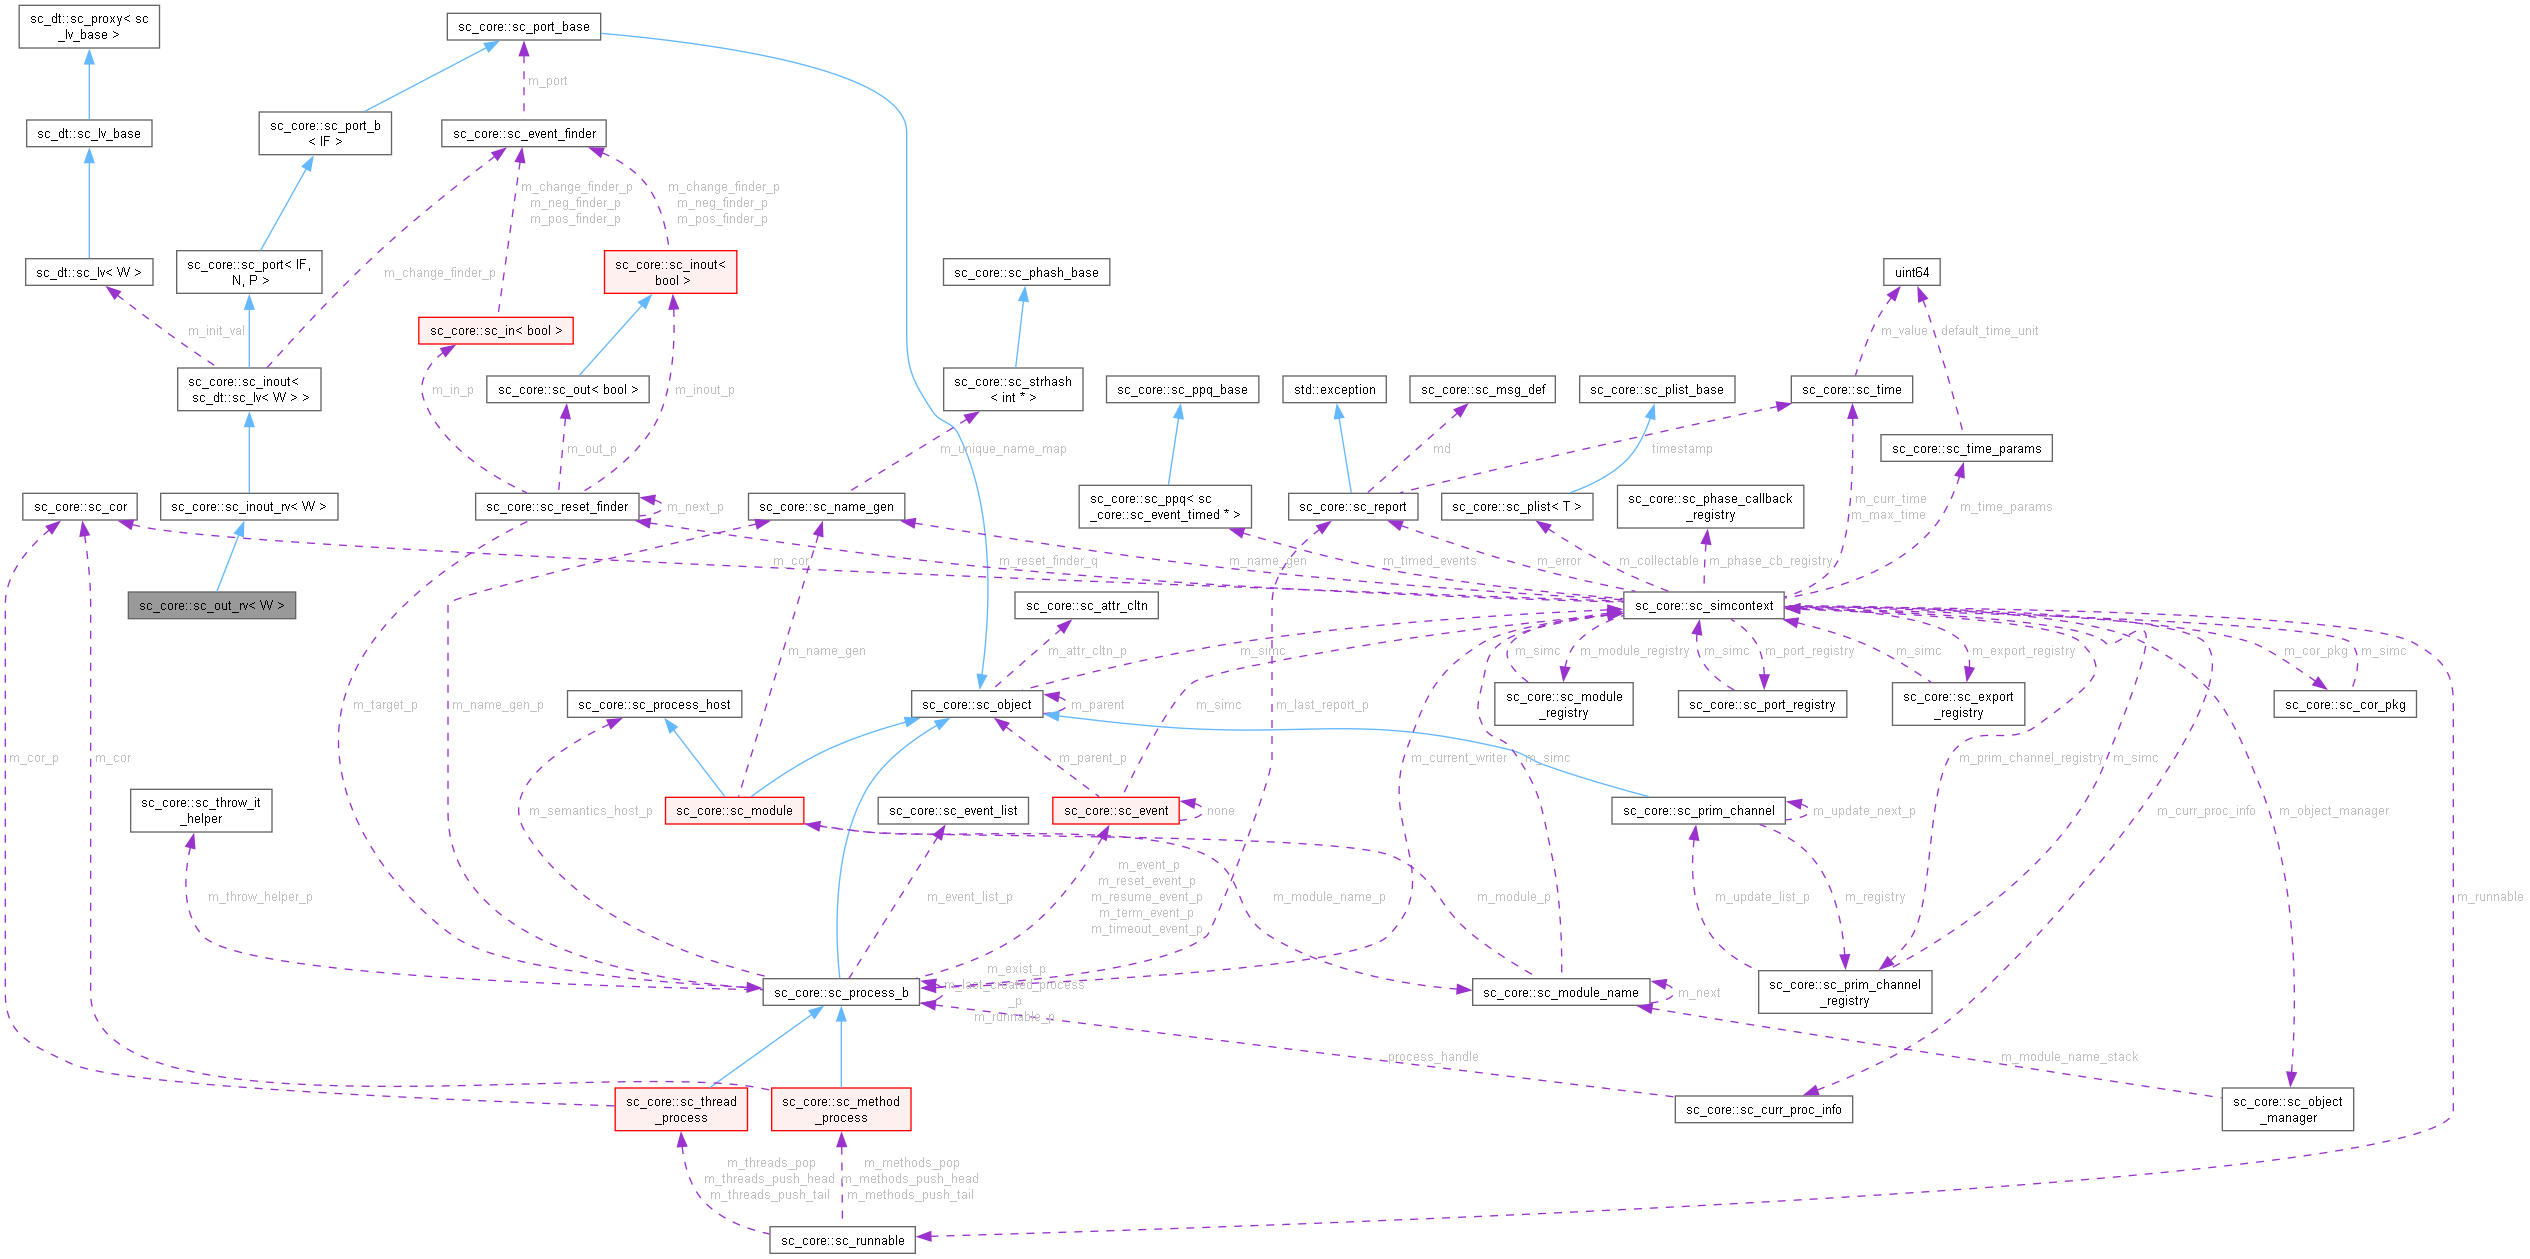 sc_dt::sc_proxy< sc
_lv_base >
sc_core::sc_port_base
m_port
sc_dt::sc_lv_base
sc_core::sc_port_b
< IF >
sc_core::sc_event_finder
m_change_finder_p
m_neg_finder_p
m_pos_finder_p
m_change_finder_p
m_neg_finder_p
m_pos_finder_p
sc_dt::sc_lv< W >
sc_core::sc_port< IF,
N, P >
m_change_finder_p
sc_core::sc_inout<
bool >
sc_core::sc_phash_base
uint64
m_init_val
sc_core::sc_in< bool >
m_value
default_time_unit
sc_core::sc_inout<
sc_dt::sc_lv< W > >
m_in_p
sc_core::sc_out< bool >
m_inout_p
sc_core::sc_strhash
< int * >
sc_core::sc_ppq_base
std::exception
sc_core::sc_msg_def
sc_core::sc_plist_base
sc_core::sc_time
m_out_p
m_unique_name_map
md
timestamp
sc_core::sc_time_params
sc_core::sc_cor
sc_core::sc_inout_rv< W >
sc_core::sc_reset_finder
m_next_p
sc_core::sc_name_gen
sc_core::sc_ppq< sc
_core::sc_event_timed * >
sc_core::sc_report
sc_core::sc_plist< T >
sc_core::sc_phase_callback
_registry
m_curr_time
m_max_time
m_time_params
m_cor
m_reset_finder_q
m_name_gen
m_timed_events
m_error
m_collectable
m_phase_cb_registry
sc_core::sc_out_rv< W >
sc_core::sc_attr_cltn
sc_core::sc_simcontext
m_name_gen
m_attr_cltn_p
m_simc
m_simc
m_module_registry
m_simc
m_port_registry
m_simc
m_export_registry
m_cor_pkg
m_simc
m_target_p
m_name_gen_p
sc_core::sc_process_host
sc_core::sc_object
m_parent
m_simc
m_last_report_p
sc_core::sc_module
_registry
sc_core::sc_port_registry
sc_core::sc_export
_registry
sc_core::sc_cor_pkg
m_cor_p
m_cor
m_parent_p
m_current_writer
m_simc
m_prim_channel_registry
m_simc
sc_core::sc_throw_it
_helper
m_semantics_host_p
sc_core::sc_module
sc_core::sc_event_list
sc_core::sc_event
none
sc_core::sc_prim_channel
m_update_next_p
m_curr_proc_info
m_object_manager
m_throw_helper_p
m_event_list_p
m_event_p
m_reset_event_p
m_resume_event_p
m_term_event_p
m_timeout_event_p
m_module_name_p
m_module_p
m_update_list_p
m_registry
m_runnable
sc_core::sc_process_b
m_exist_p
m_last_created_process
_p
m_runnable_p
sc_core::sc_module_name
m_next
sc_core::sc_prim_channel
_registry
process_handle
m_module_name_stack
sc_core::sc_thread
_process
sc_core::sc_method
_process
sc_core::sc_curr_proc_info
sc_core::sc_object
_manager
m_threads_pop
m_threads_push_head
m_threads_push_tail
m_methods_pop
m_methods_push_head
m_methods_push_tail
sc_core::sc_runnable